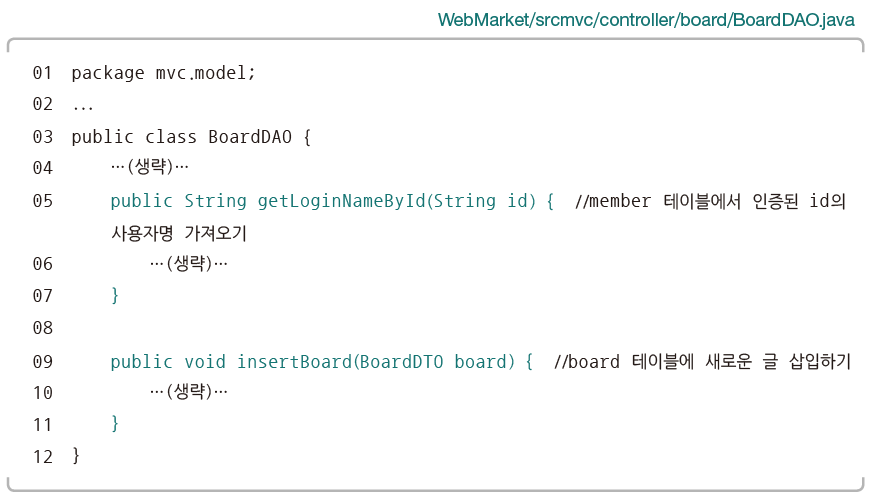 WebMarket/srcmvc/controller/board/BoardDAO.java
01 package mvc.model;
02 ...
03 public class BoardDAO {
04 …(생략)…
05 public String getLoginNameById(String id) { //member 테이블에서 인증된 id의
사용자명 가져오기
06 …(생략)…
07 }
08
09 public void insertBoard(BoardDTO board) { //board 테이블에 새로운 글 삽입하기
10 …(생략)…
11 }
12 }